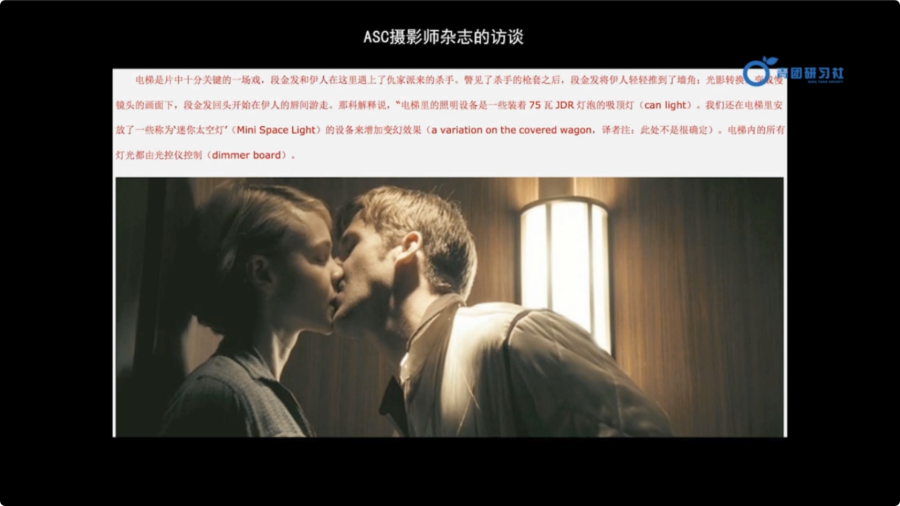 ASC摄影师杂志的访谈
青团研习社
电梯是片中十分关键的一场戏，段金发和伊人在这里遇上了仇家派来的杀手。瞥见了杀手的枪套之后，段金发将伊人轻轻推到了墙角；光影转换，变成慢
镜头的画面下，段金发回头开始在伊人的唇间游走。那科解释说，“电梯里的照明设备是一些装着 75 瓦 JDR 灯泡的吸顶灯（can light）。我们还在电梯里安
放了一些称为‘迷你太空灯’（Mini Space Light）的设备来增加变幻效果（a variation on the covered wagon，译者注：此处不是很确定）。电梯内的所有
灯光都由光控仪控制（dimmer board）。